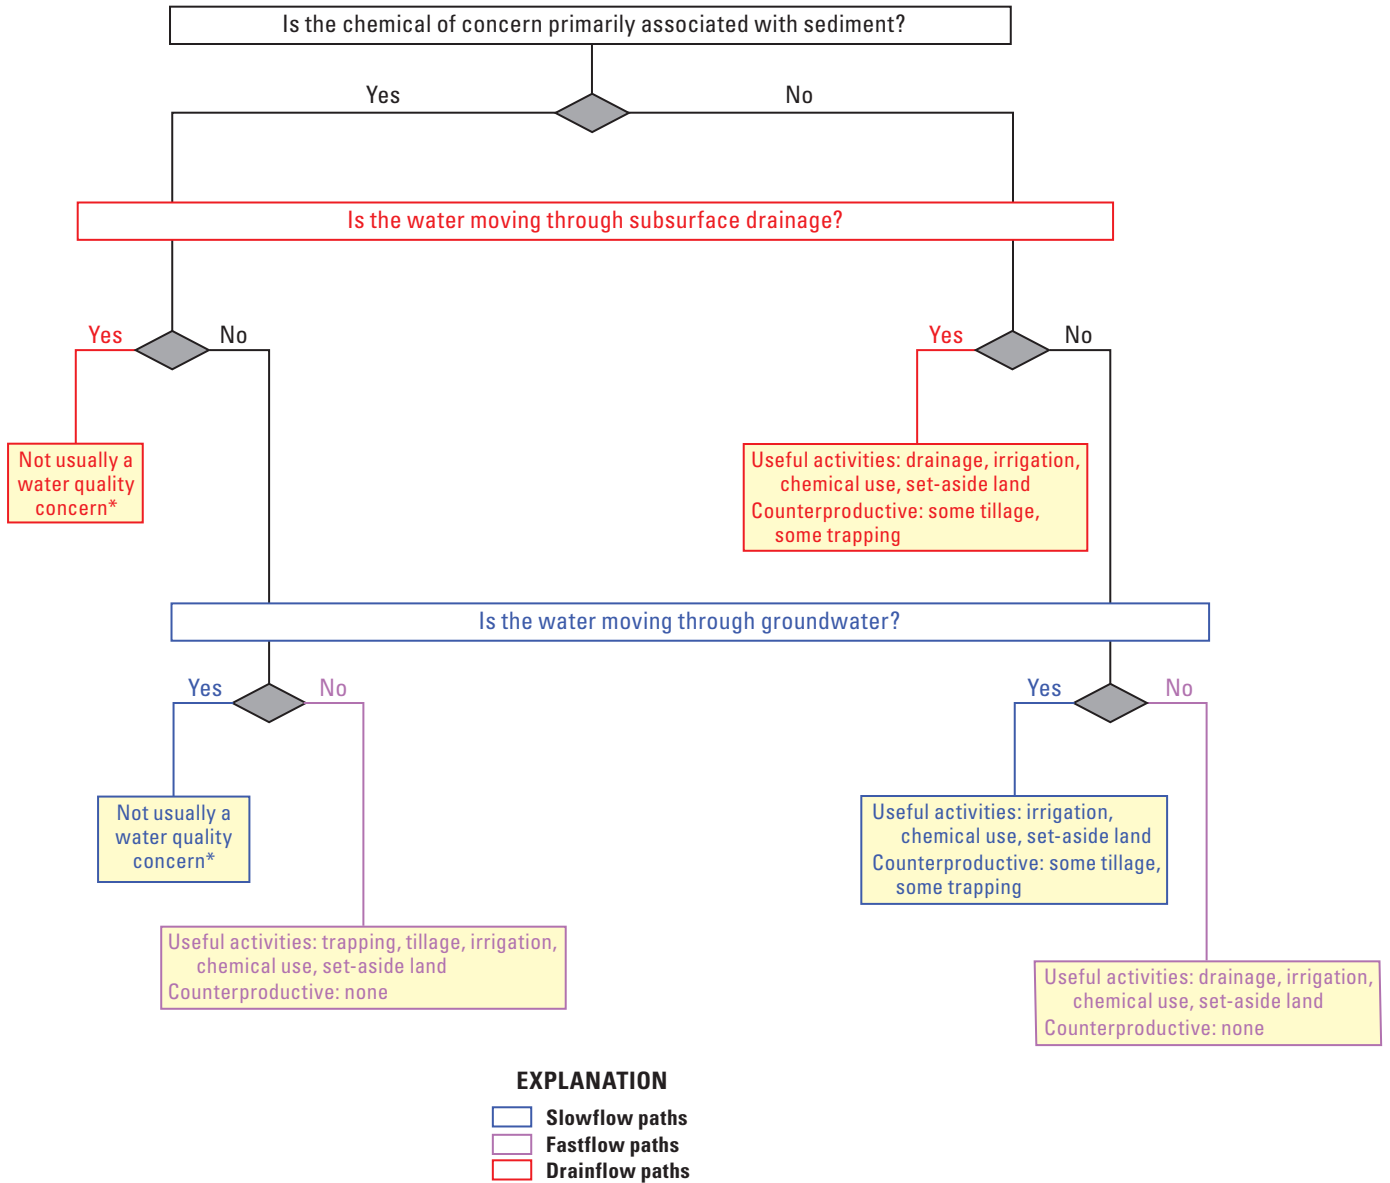 Is the chemical of concern primarily associated with sediment?
Yes
No
Is the water moving through subsurface drainage?
Yes
No
Yes
No
Not usually a
water quality
concern*
Useful activities: drainage, irrigation,
chemical use, set-aside land
Counterproductive: some tillage,
some trapping
Is the water moving through groundwater?
Yes
No
Yes
No
Not usually a
water quality
concern*
Useful activities: irrigation,
chemical use, set-aside land
Counterproductive: some tillage,
some trapping
Useful activities: trapping, tillage, irrigation,
chemical use, set-aside land
Counterproductive: none
Useful activities: drainage, irrigation,
chemical use, set-aside land
Counterproductive: none
EXPLANATION
Slowflow paths
Fastflow paths
Drainflow paths